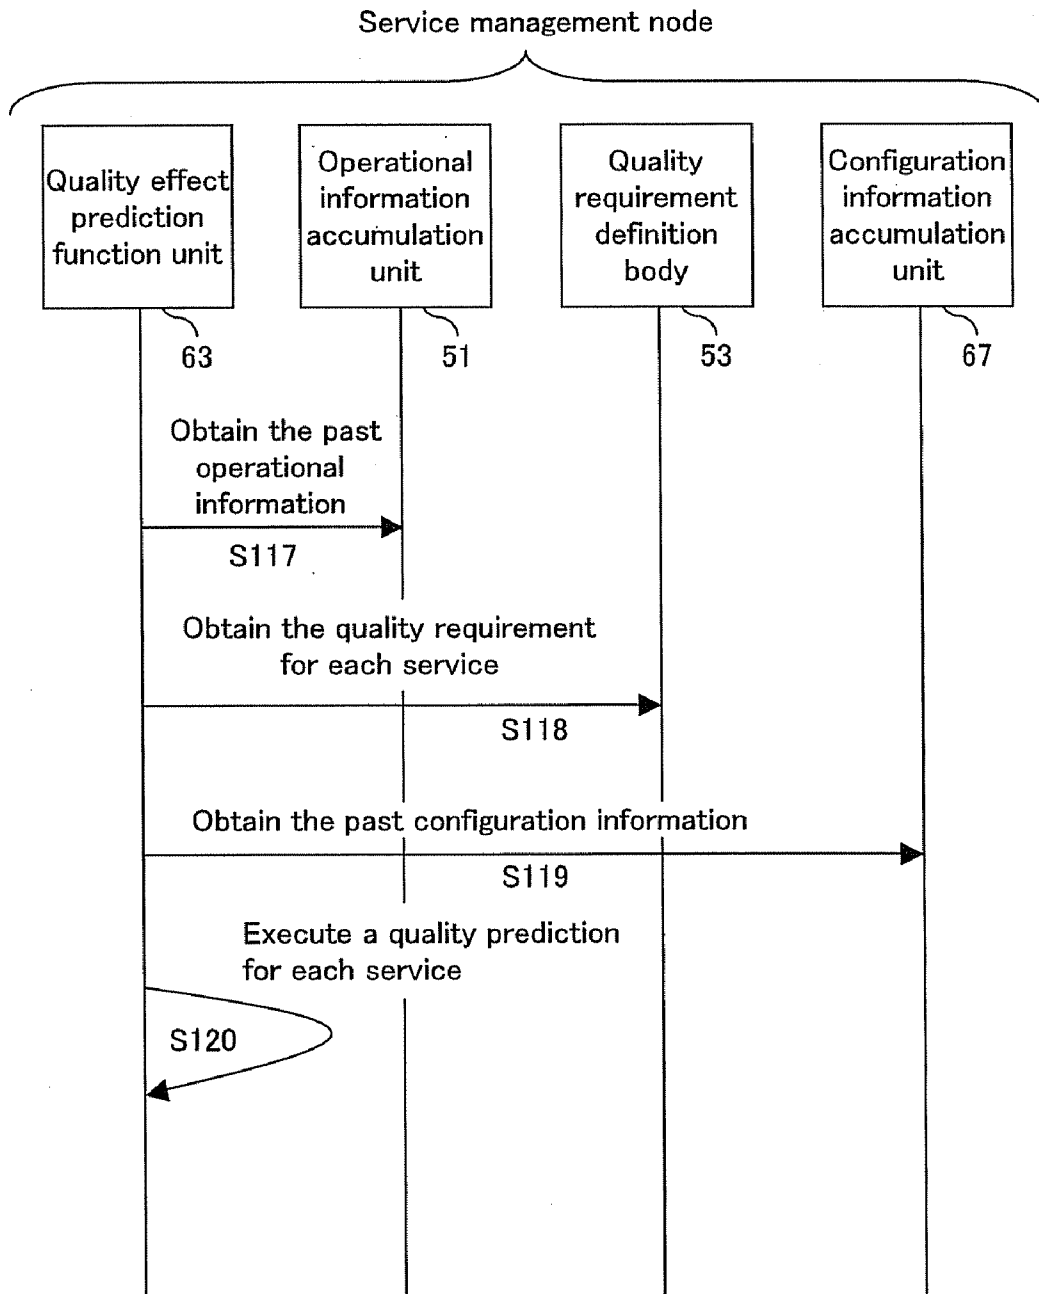 Service management node
Quality effect
prediction
function unit
Operational
information
accumulation
unit
Quality
requirement
definition
body
Configuration
information
accumulation
unit
63
51
53
67
Obtain the past
operational
information
S117
Obtain the quality requirement
for each service
S118
Obtain the past configuration information
S119
Execute a quality prediction
for each service
S120